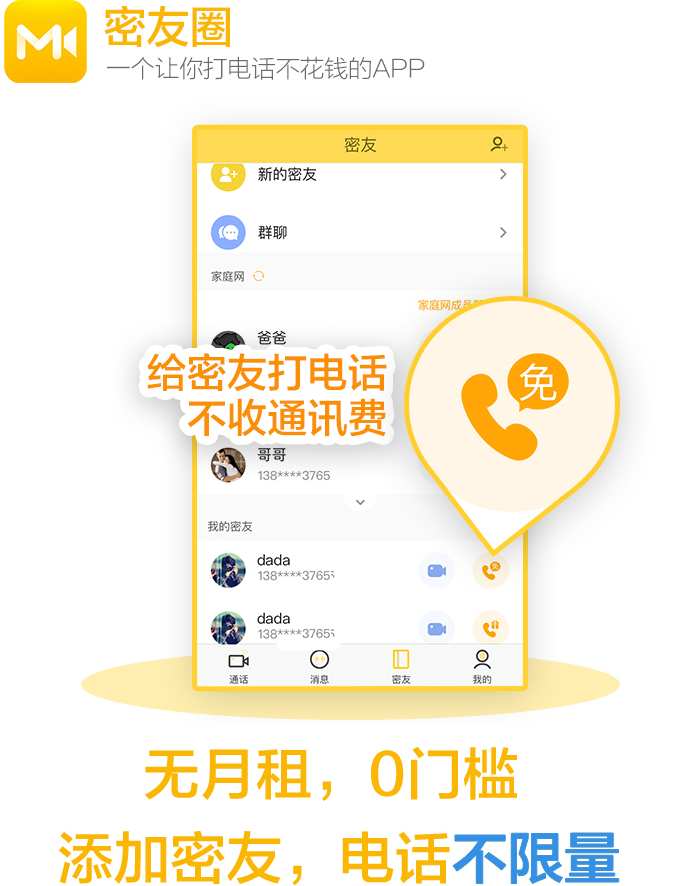 密友圈
一个让你打电话不花钱的APP
密友
新的密友
群聊
家庭网
家庭网成员
爸爸
给密友打电话
不收通讯费
免
哥哥
138****3765
我的密友
dada
138****3765
免
dada
138****3765
通话
消息
密友
我的
无月租，0门槛
添加密友，电话不限量